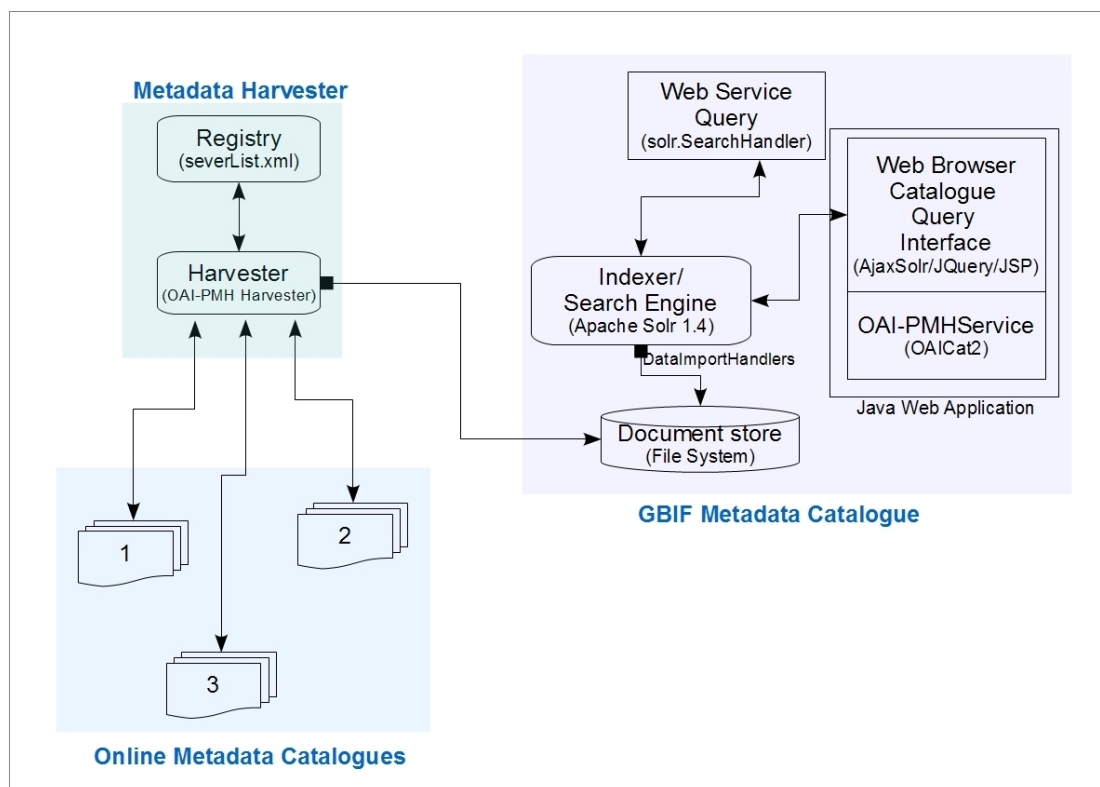 Metadata Harvester
Registry
(severList.xml)
Harvester
(OAI-PMH Harvester)
1
2
3
Online Metadata Catalogues
Web Service
Query
(solr.SearchHandler)
Web Browser
Catalogue
Query
Interface
(AjaxSolr/JQuery/JSP)
OAI-PMHService
(OAICat2)
Java Web Application
Indexer/
Search Engine
(Apache Solr 1.4)
DataImportHandlers
Document store
(File System)
GBIF Metadata Catalogue